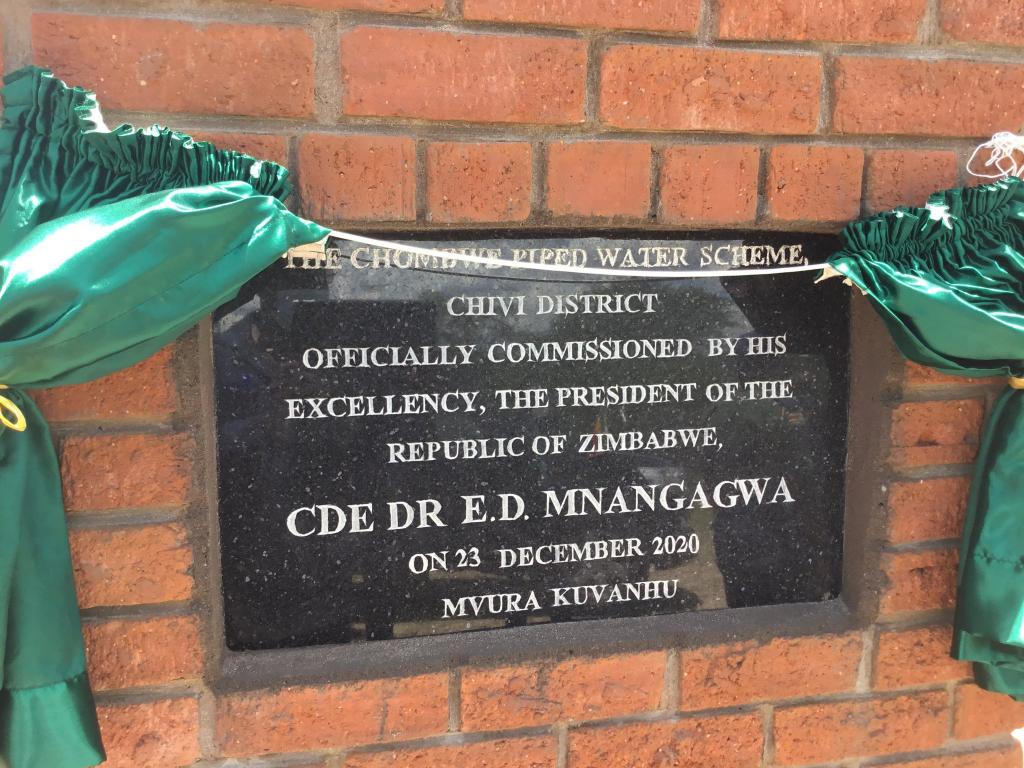 THE CHOMBWE PIPED WATER SCHEME,
CHIVI DISTRICT
OFFICIALLY COMMISSIONED BY HIS
EXCELLENCY, THE PRESIDENT OF THE
REPUBLIC OF ZIMBABWE,
CDE DR E.D. MNANGAGWA
ON 23 DECEMBER 2020
MVURA KUVANHU